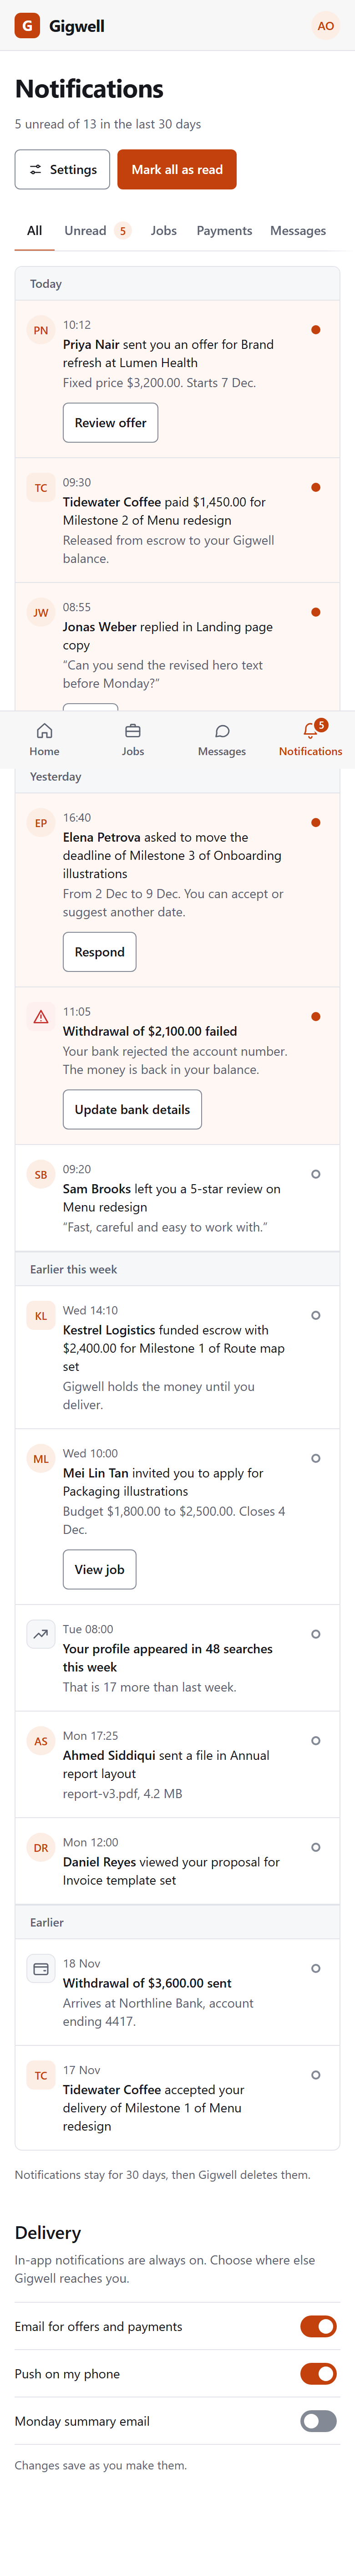 G Gigwell AO
Notifications
5 unread of 13 in the last 30 days
Settings Mark all as read
All Unread 5 Jobs Payments Messages
Today
PN 10:12
Priya Nair sent you an offer for Brand
refresh at Lumen Health
Fixed price $3,200.00. Starts 7 Dec.
Review offer
TC 09:30
Tidewater Coffee paid $1,450.00 for
Milestone 2 of Menu redesign
Released from escrow to your Gigwell
balance.
JW 08:55
Jonas Weber replied in Landing page
copy
“Can you send the revised hero text
before Monday?”
5
Home Jobs Messages Notifications
Yesterday
EP 16:40
Elena Petrova asked to move the
deadline of Milestone 3 of Onboarding
illustrations
From 2 Dec to 9 Dec. You can accept or
suggest another date.
Respond
11:05
Withdrawal of $2,100.00 failed
Your bank rejected the account number.
The money is back in your balance.
Update bank details
SB 09:20
Sam Brooks left you a 5-star review on
Menu redesign
“Fast, careful and easy to work with.”
Earlier this week
KL Wed 14:10
Kestrel Logistics funded escrow with
$2,400.00 for Milestone 1 of Route map
set
Gigwell holds the money until you
deliver.
ML Wed 10:00
Mei Lin Tan invited you to apply for
Packaging illustrations
Budget $1,800.00 to $2,500.00. Closes 4
Dec.
View job
Tue 08:00
Your profile appeared in 48 searches
this week
That is 17 more than last week.
AS Mon 17:25
Ahmed Siddiqui sent a file in Annual
report layout
report-v3.pdf, 4.2 MB
DR Mon 12:00
Daniel Reyes viewed your proposal for
Invoice template set
Earlier
18 Nov
Withdrawal of $3,600.00 sent
Arrives at Northline Bank, account
ending 4417.
TC 17 Nov
Tidewater Coffee accepted your
delivery of Milestone 1 of Menu
redesign
Notifications stay for 30 days, then Gigwell deletes them.
Delivery
In-app notifications are always on. Choose where else
Gigwell reaches you.
Email for offers and payments
Push on my phone
Monday summary email
Changes save as you make them.